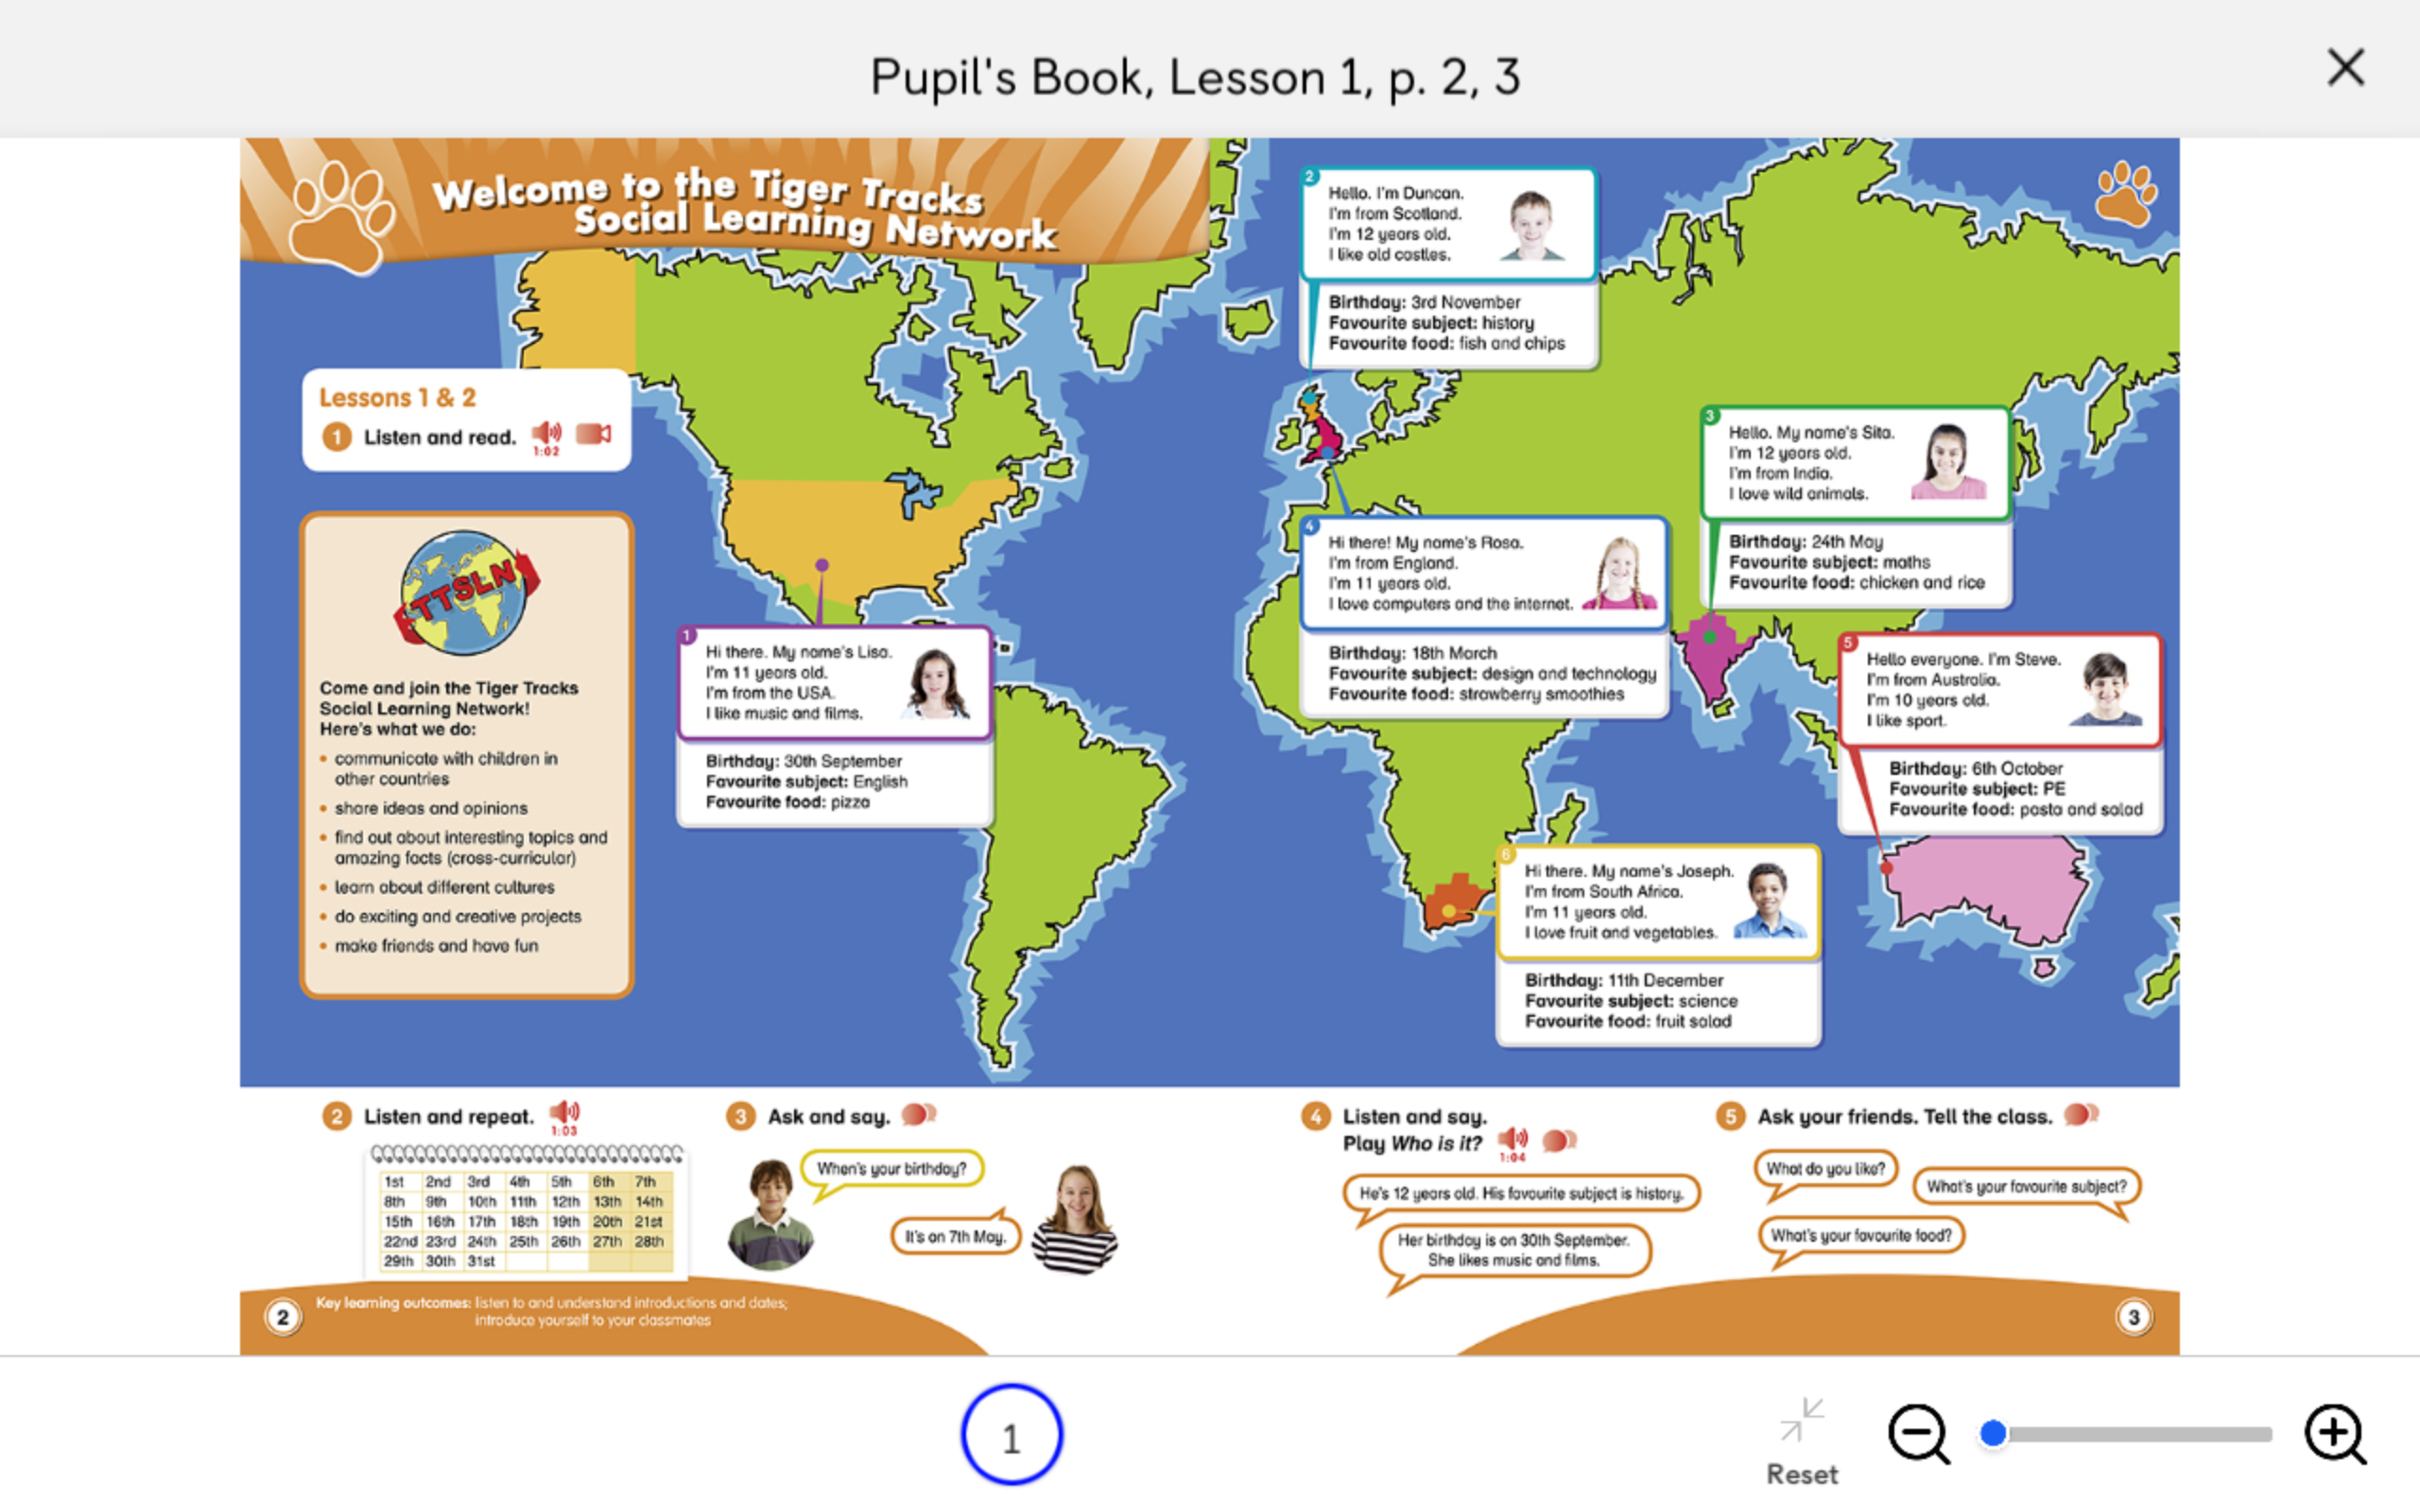 Pupil's Book, Lesson 1, p. 2, 3
Welcome to the Tiger Tracks
Social Learning Network
Lessons 1 & 2
1 Listen and read.
1:02
TTSLN
Come and join the Tiger Tracks
Social Learning Network!
Here's what we do:
• communicate with children in
other countries
• share ideas and opinions
• find out about interesting topics and
amazing facts (cross-curricular)
• learn about different cultures
• do exciting and creative projects
• make friends and have fun
1
Hi there. My name's Lisa.
I'm 11 years old.
I'm from the USA.
I like music and films.
Birthday: 30th September
Favourite subject: English
Favourite food: pizza
2
Hello. I'm Duncan.
I'm from Scotland.
I'm 12 years old.
I like old castles.
Birthday: 3rd November
Favourite subject: history
Favourite food: fish and chips
3
Hello. My name's Sita.
I'm 12 years old.
I'm from India.
I love wild animals.
Birthday: 24th May
Favourite subject: maths
Favourite food: chicken and rice
4
Hi there! My name's Rosa.
I'm from England.
I'm 11 years old.
I love computers and the internet.
Birthday: 18th March
Favourite subject: design and technology
Favourite food: strawberry smoothies
5
Hello everyone. I'm Steve.
I'm from Australia.
I'm 10 years old.
I like sport.
Birthday: 6th October
Favourite subject: PE
Favourite food: pasta and salad
6
Hi there. My name's Joseph.
I'm from South Africa.
I'm 11 years old.
I love fruit and vegetables.
Birthday: 11th December
Favourite subject: science
Favourite food: fruit salad
2 Listen and repeat.
1:03
1st 2nd 3rd 4th 5th 6th 7th
8th 9th 10th 11th 12th 13th 14th
15th 16th 17th 18th 19th 20th 21st
22nd 23rd 24th 25th 26th 27th 28th
29th 30th 31st
3 Ask and say.
When's your birthday?
It's on 7th May.
4 Listen and say.
Play Who is it?
1:04
He's 12 years old. His favourite subject is history.
Her birthday is on 30th September.
She likes music and films.
5 Ask your friends. Tell the class.
What do you like?
What's your favourite subject?
What's your favourite food?
2
Key learning outcomes: listen to and understand introductions and dates;
introduce yourself to your classmates
3
1
Reset